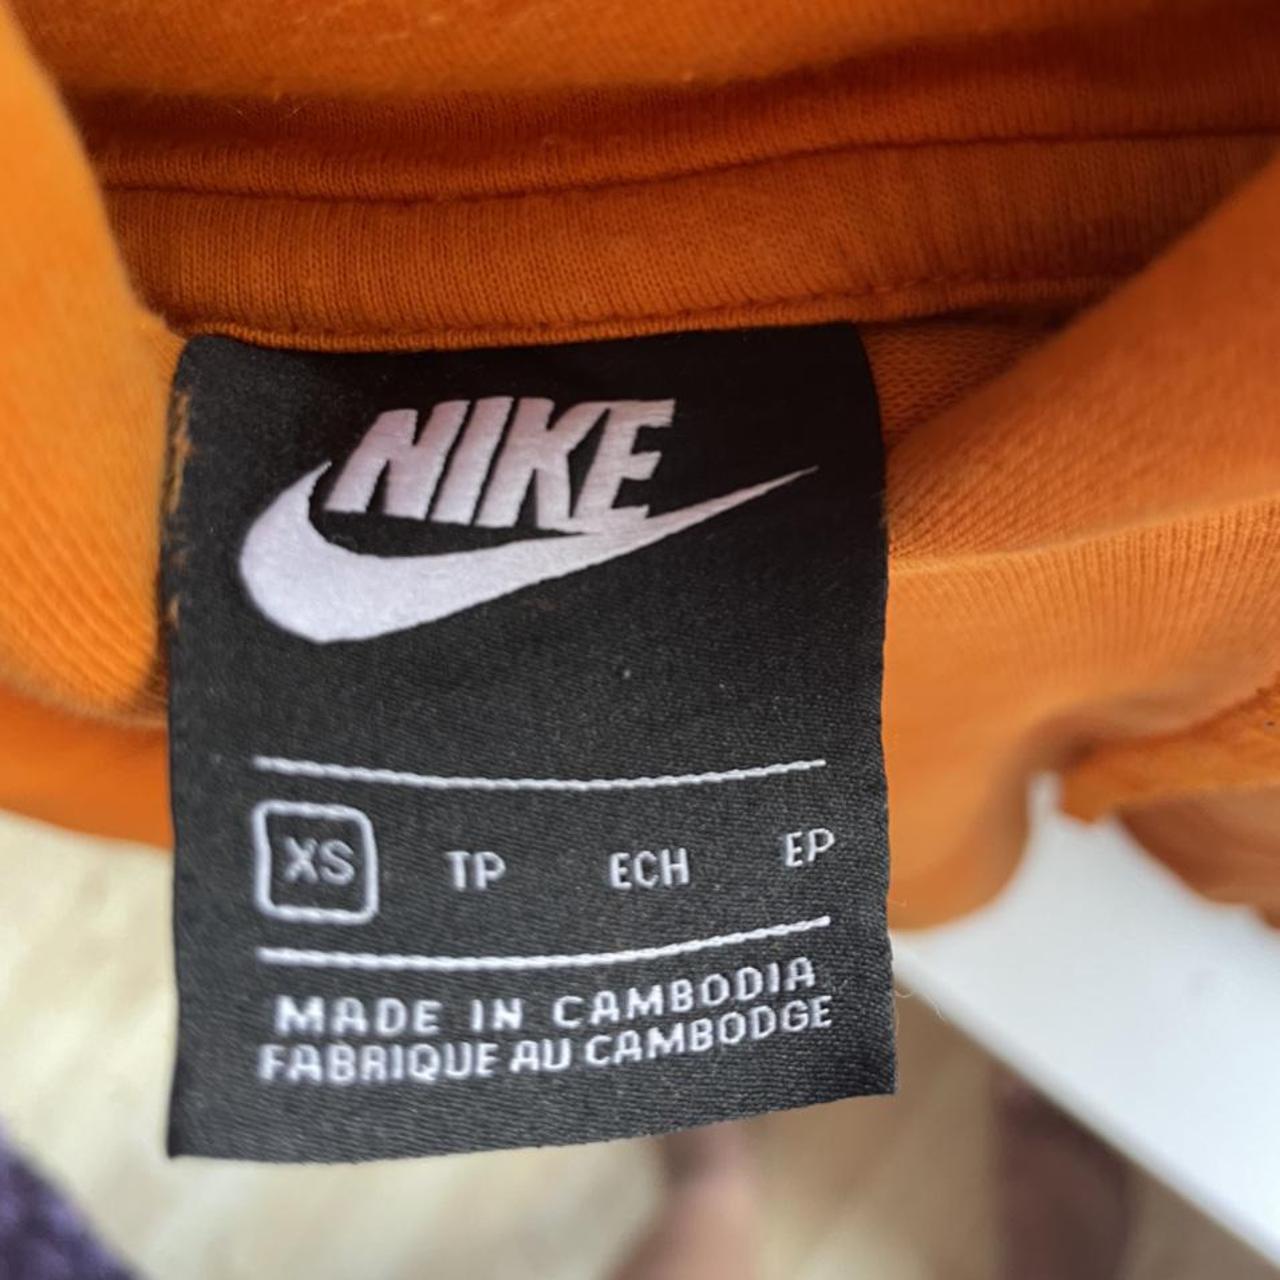 NIKE
XS TP ECH EP
MADE IN CAMBODIA
FABRIQUE AU CAMBODGE